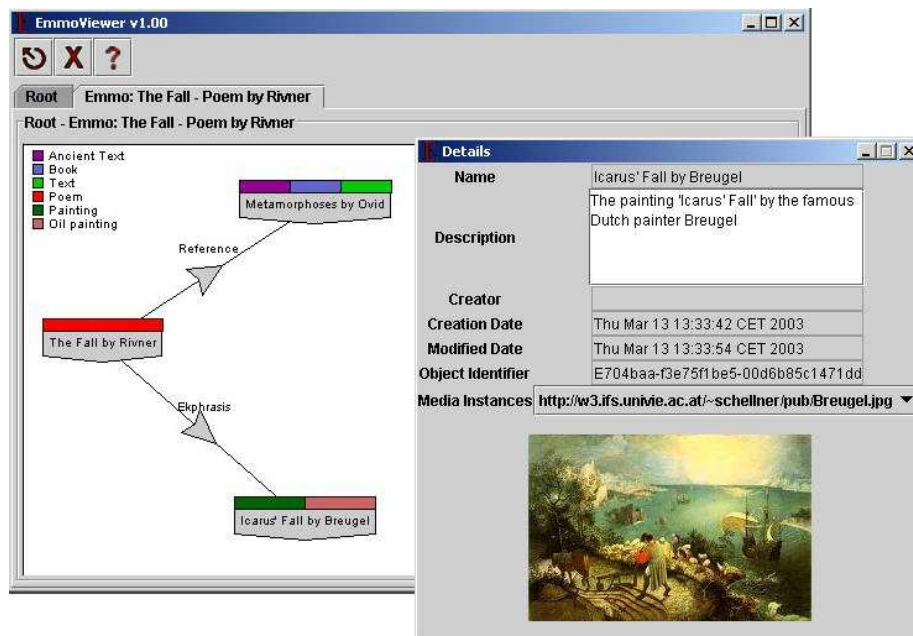 EmmoViewer v1.00
Root
Emmo: The Fall - Poem by Rivner
Root - Emmo: The Fall - Poem by Rivner
Ancient Text
Book
Text
Poem
Painting
Oil painting
Metamorphoses by Ovid
Reference
The Fall by Rivner
Ekphrasis
Icarus' Fall by Breugel
Details
Name Icarus' Fall by Breugel
Description The painting 'Icarus' Fall' by the famous
Dutch painter Breugel
Creator
Creation Date Thu Mar 13 13:33:42 CET 2003
Modified Date Thu Mar 13 13:33:54 CET 2003
Object Identifier E704baa-f3e75f1be5-00d6b85c1471dd
Media Instances http://w3.ifs.univie.ac.at/~schellner/pub/Breugel.jpg